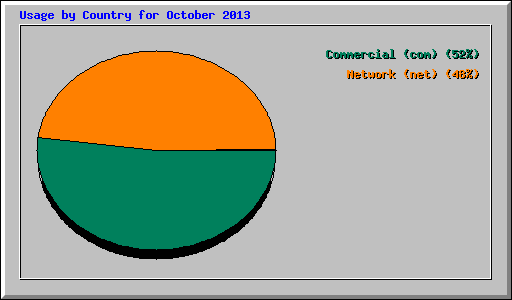 Usage by Country for October 2013
Commercial (com) (52%)
Network (net) (48%)